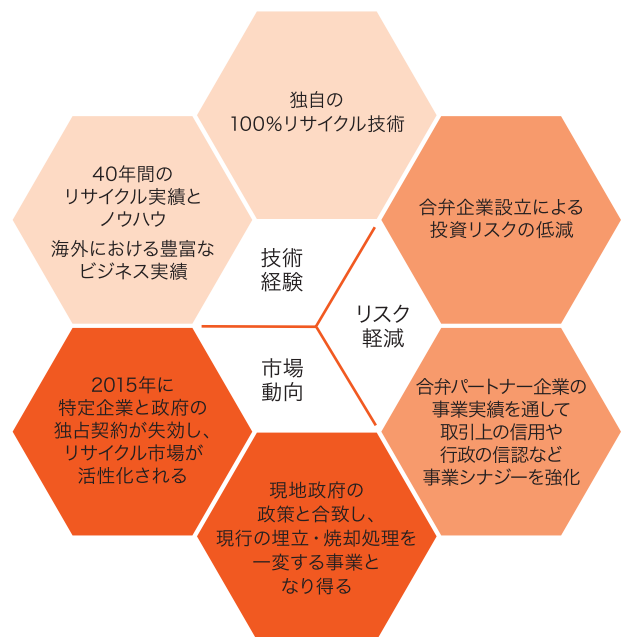 独自の
100%リサイクル技術
40年間の
リサイクル実績と
ノウハウ
海外における豊富な
ビジネス実績
合弁企業設立による
投資リスクの低減
技術
経験
リスク
軽減
市場
動向
2015年に
特定企業と政府の
独占契約が失効し、
リサイクル市場が
活性化される
合弁パートナー企業の
事業実績を通して
取引上の信用や
行政の信認など
事業シナジーを強化
現地政府の
政策と合致し、
現行の埋立・焼却処理を
一変する事業と
なり得る